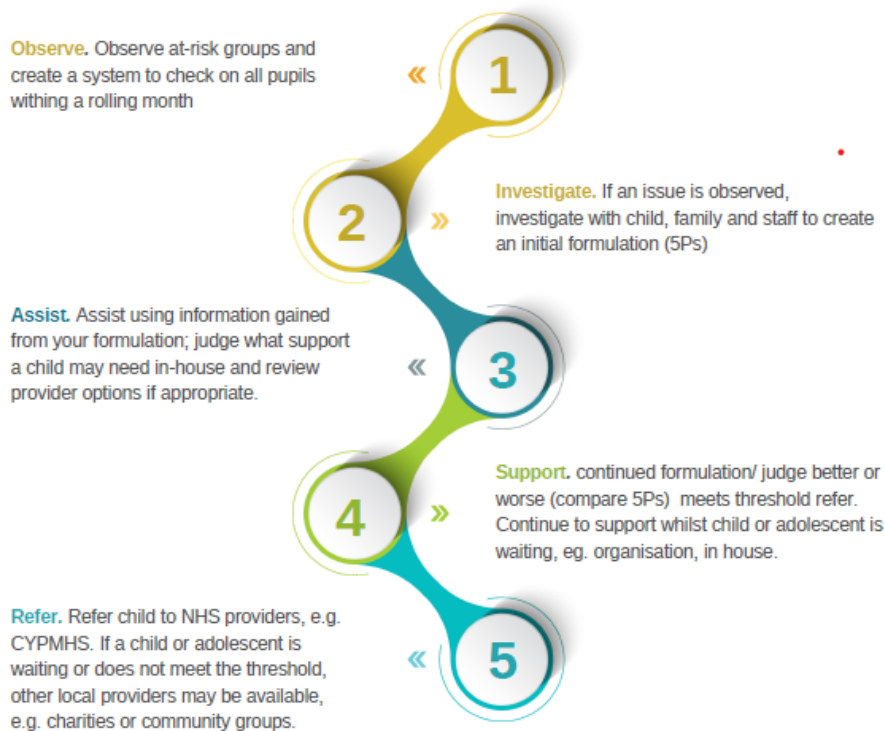 1
Observe. Observe at-risk groups and
create a system to check on all pupils
withing a rolling month
2
Investigate. If an issue is observed,
investigate with child, family and staff to create
an initial formulation (5Ps)
3
Assist. Assist using information gained
from your formulation; judge what support
a child may need in-house and review
provider options if appropriate.
4
Support. continued formulation/ judge better or
worse (compare 5Ps)  meets threshold refer.
Continue to support whilst child or adolescent is
waiting, eg. organisation, in house.
5
Refer. Refer child to NHS providers, e.g.
CYPMHS. If a child or adolescent is
waiting or does not meet the threshold,
other local providers may be available,
e.g. charities or community groups.